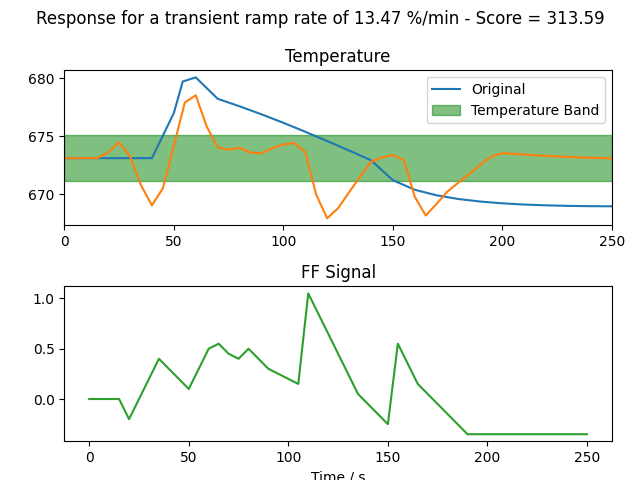 Response for a transient ramp rate of 13.47 %/min - Score = 313.59
Temperature
680
675
670
Original
Temperature Band
0 50 100 150 200 250
FF Signal
1.0
0.5
0.0
0 50 100 150 200 250
Time / s